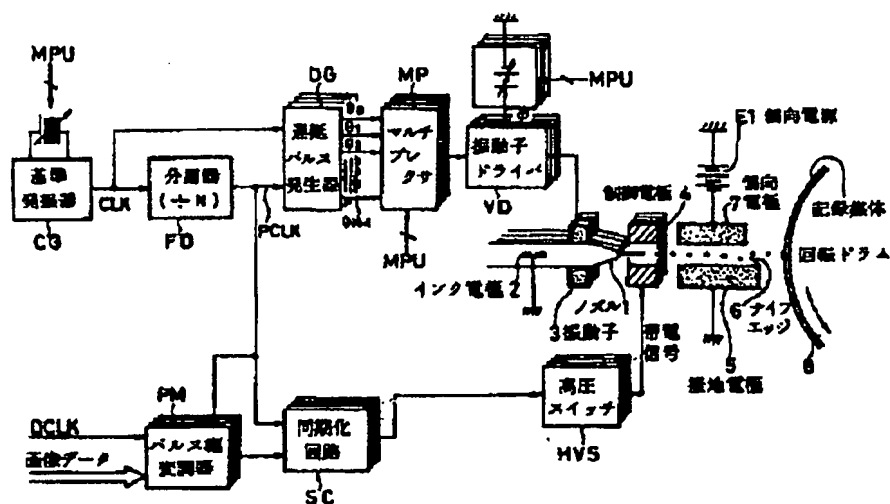 MPU
基準
発振器
CG
CLK
分周器
(÷N)
FD
PCLK
DG
遅延
パルス
発生器
MP
マルチ
プレ
クサ
MPU
MPU
振動子
ドライバ
VD
E1 偏向電源
制御電極 4
偏向
7 電極
記録媒体
回転ドラム
インク電極 2
ノズル
3 振動子
帯電
信号
6 ナイフ
エッジ
5
接地電極
8
DCLK
画像データ
PM
パルス幅
変調器
同期化
回路
SC
高圧
スイッチ
HVS